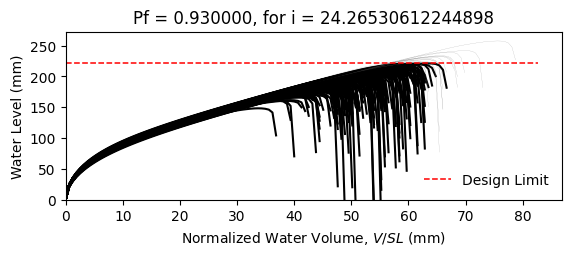 Pf = 0.930000, for i = 24.26530612244898
Water Level (mm)
250
200
150
100
50
0
0 10 20 30 40 50 60 70 80
Normalized Water Volume, V/SL (mm)
Design Limit